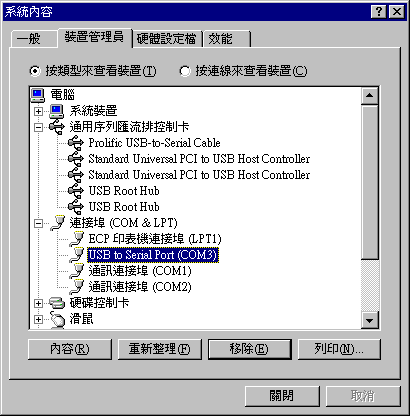 系統內容
一般 裝置管理員 硬體設定檔 效能
按類型來查看裝置(T) 按連線來查看裝置(C)
電腦
系統裝置
通用序列匯流排控制卡
Prolific USB-to-Serial Cable
Standard Universal PCI to USB Host Controller
Standard Universal PCI to USB Host Controller
USB Root Hub
USB Root Hub
連接埠 (COM & LPT)
ECP 印表機連接埠 (LPT1)
USB to Serial Port (COM3)
通訊連接埠 (COM1)
通訊連接埠 (COM2)
硬碟控制卡
滑鼠
內容(R) 重新整理(F) 移除(E) 列印(N)...
關閉 取消